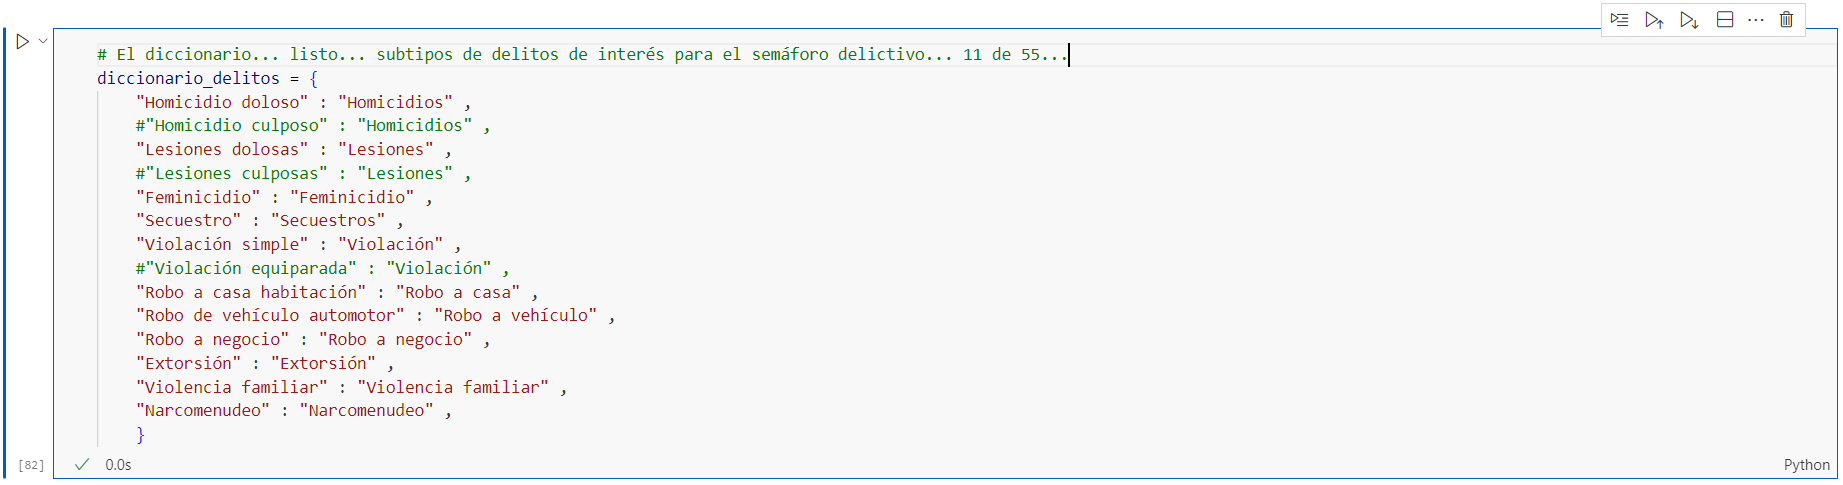 # El diccionario... listo... subtipos de delitos de interés para el semáforo delictivo... 11 de 55...
diccionario_delitos = {
"Homicidio doloso" : "Homicidios" ,
#"Homicidio culposo" : "Homicidios" ,
"Lesiones dolosas" : "Lesiones" ,
#"Lesiones culposas" : "Lesiones" ,
"Feminicidio" : "Feminicidio" ,
"Secuestro" : "Secuestros" ,
"Violación simple" : "Violación" ,
#"Violación equiparada" : "Violación" ,
"Robo a casa habitación" : "Robo a casa" ,
"Robo de vehículo automotor" : "Robo a vehículo" ,
"Robo a negocio" : "Robo a negocio" ,
"Extorsión" : "Extorsión" ,
"Violencia familiar" : "Violencia familiar" ,
"Narcomenudeo" : "Narcomenudeo" ,
}
[82] 0.0s Python